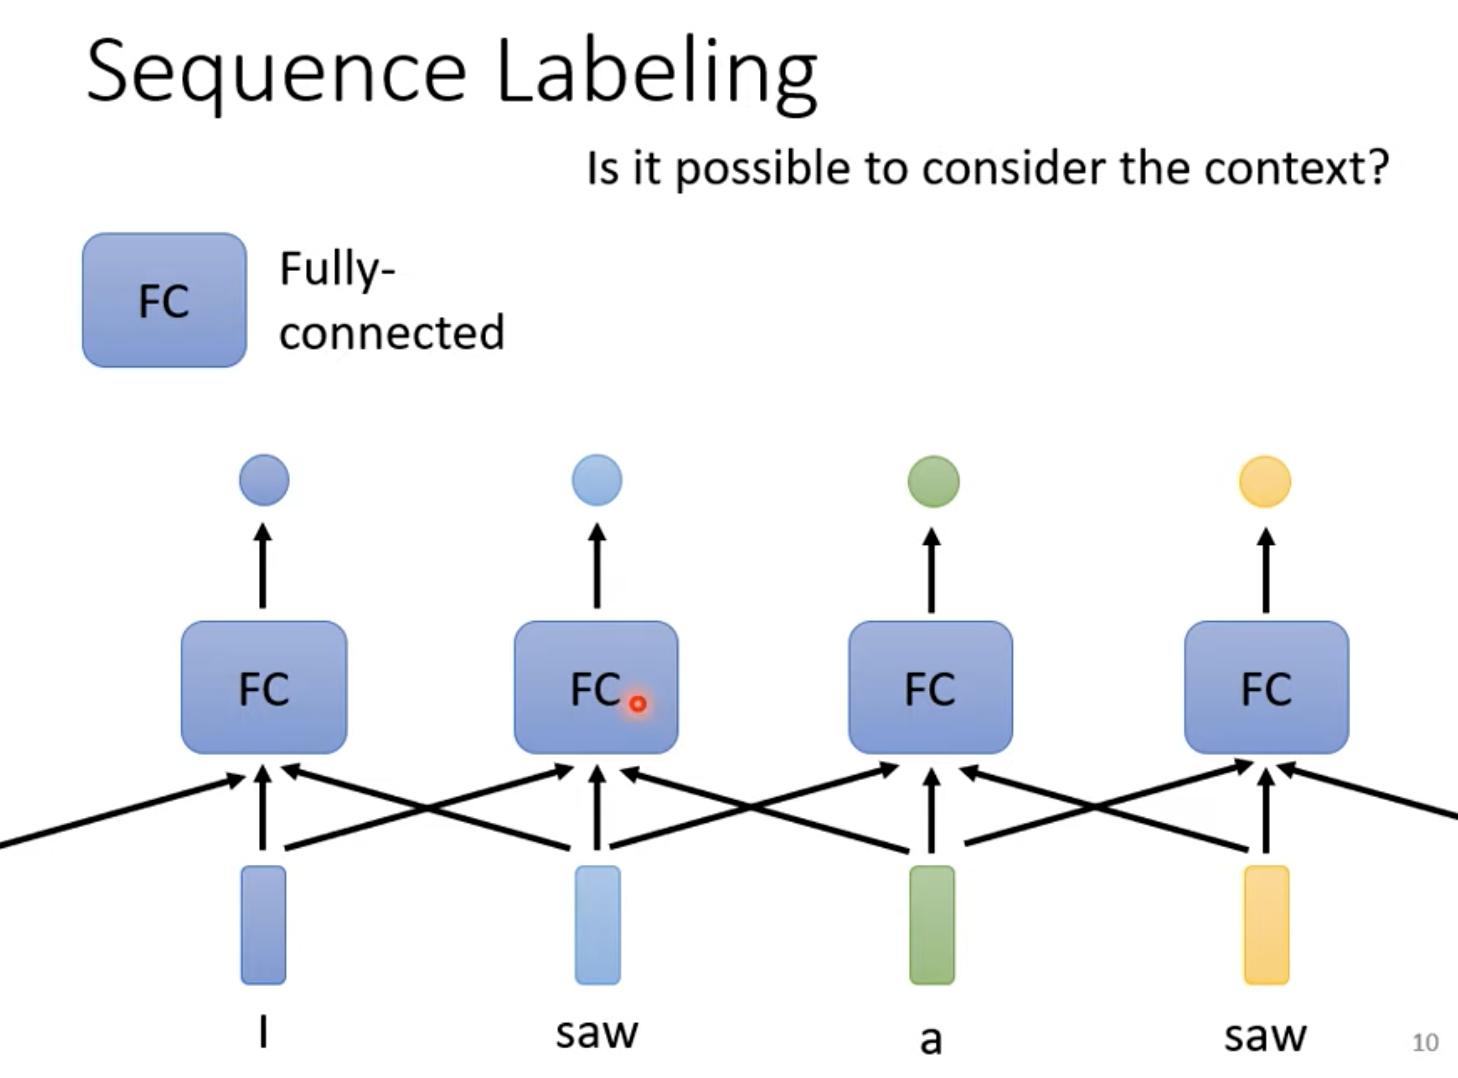 Sequence Labeling
Is it possible to consider the context?
FC
Fully-
connected
FC
FC
FC
FC
I
saw
a
saw
10